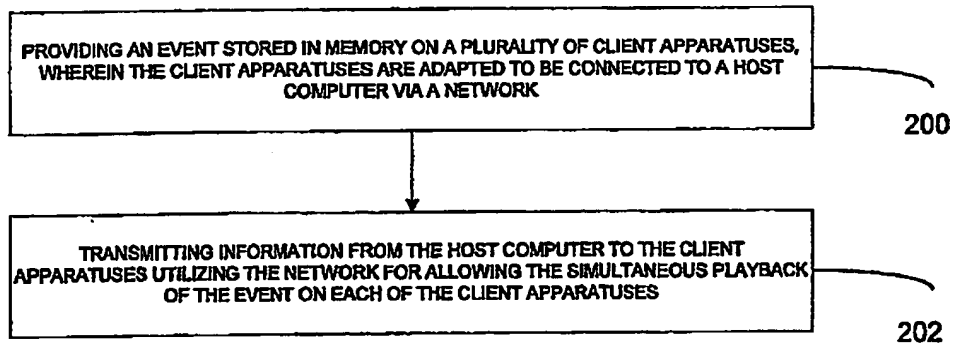 PROVIDING AN EVENT STORED IN MEMORY ON A PLURALITY OF CLIENT APPARATUSES,
WHEREIN THE CLIENT APPARATUSES ARE ADAPTED TO BE CONNECTED TO A HOST
COMPUTER VIA A NETWORK
200
TRANSMITTING INFORMATION FROM THE HOST COMPUTER TO THE CLIENT
APPARATUSES UTILIZING THE NETWORK FOR ALLOWING THE SIMULTANEOUS PLAYBACK
OF THE EVENT ON EACH OF THE CLIENT APPARATUSES
202